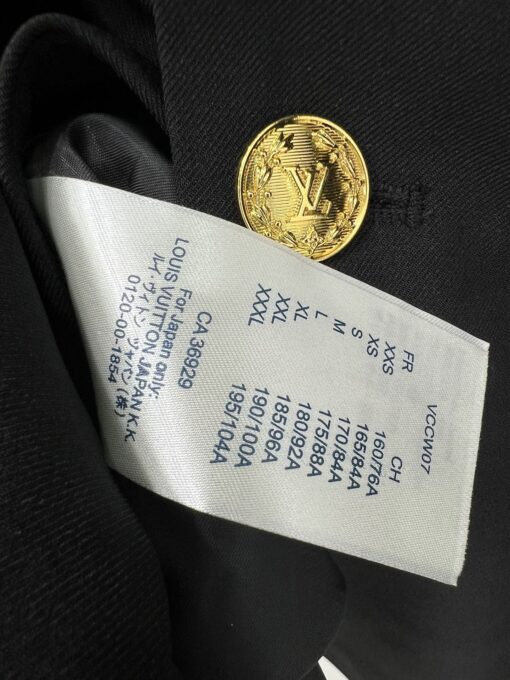 LV
VCCW07
FR CH
XXS 160/76A
XS 165/84A
S 170/84A
M 175/88A
L 180/92A
XL 185/96A
XXL 190/100A
XXXL 195/104A
CA 36929
For Japan only:
LOUIS VUITTON JAPAN K.K.
ルイ・ヴィトン ジャパン(株)
0120-00-1854